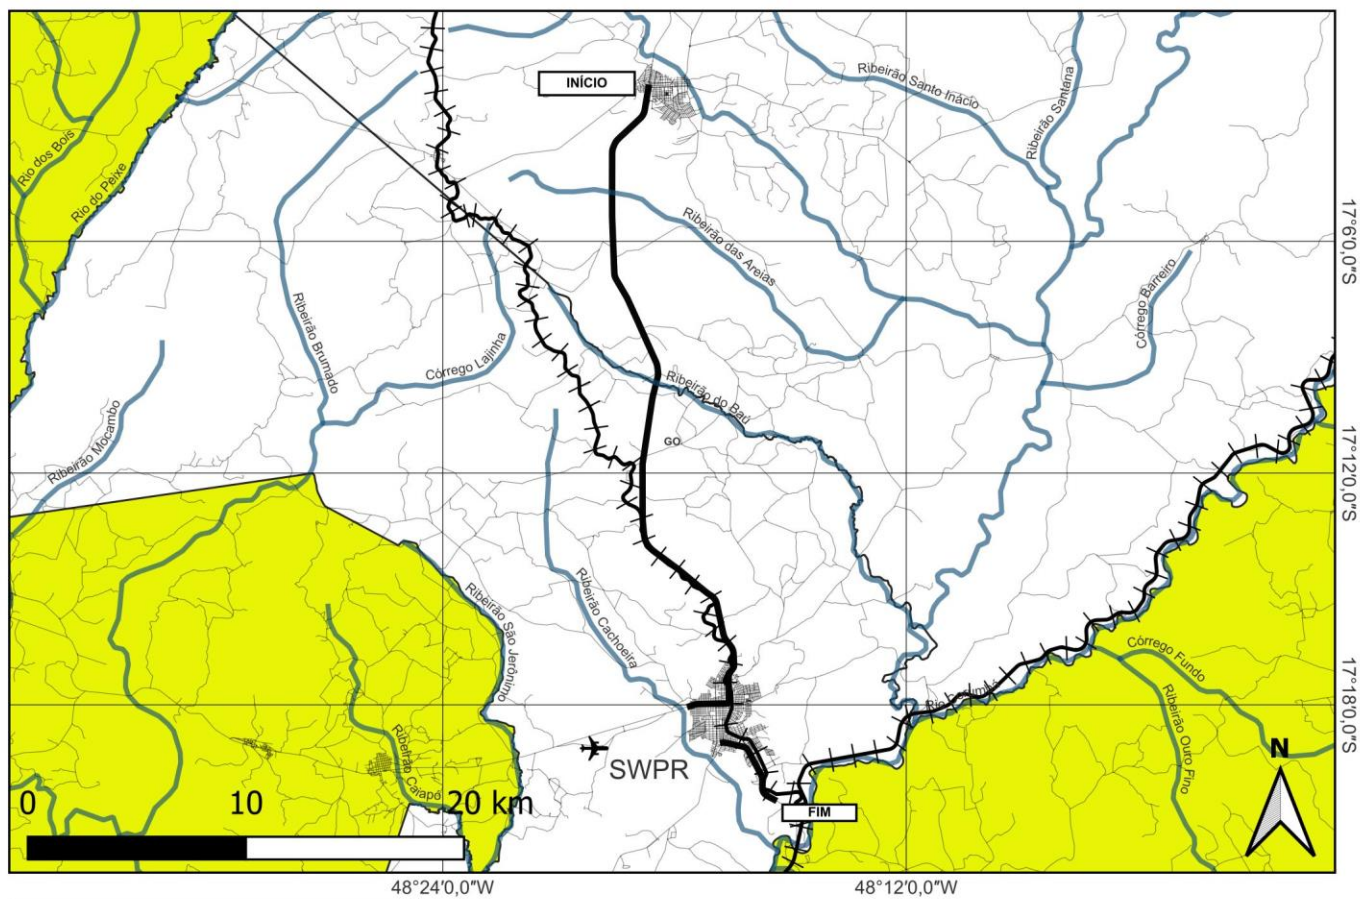 INÍCIO
Ribeirão Santo Inácio
Ribeirão Santana
Rio dos Bois
Rio do Peixe
17°6'0,0"S
Ribeirão das Areias
Córrego Barreiro
Ribeirão Brumado
Córrego Lajinha
Ribeirão do Baú
Ribeirão Mocambo
GO
17°12'0,0"S
Ribeirão Cachoeira
Ribeirão São Jerônimo
Córrego Fundo
Ribeirão Ouro Fino
17°18'0,0"S
Ribeirão Caiapó
SWPR
N
0 10 20 km
FIM
48°24'0,0"W
48°12'0,0"W